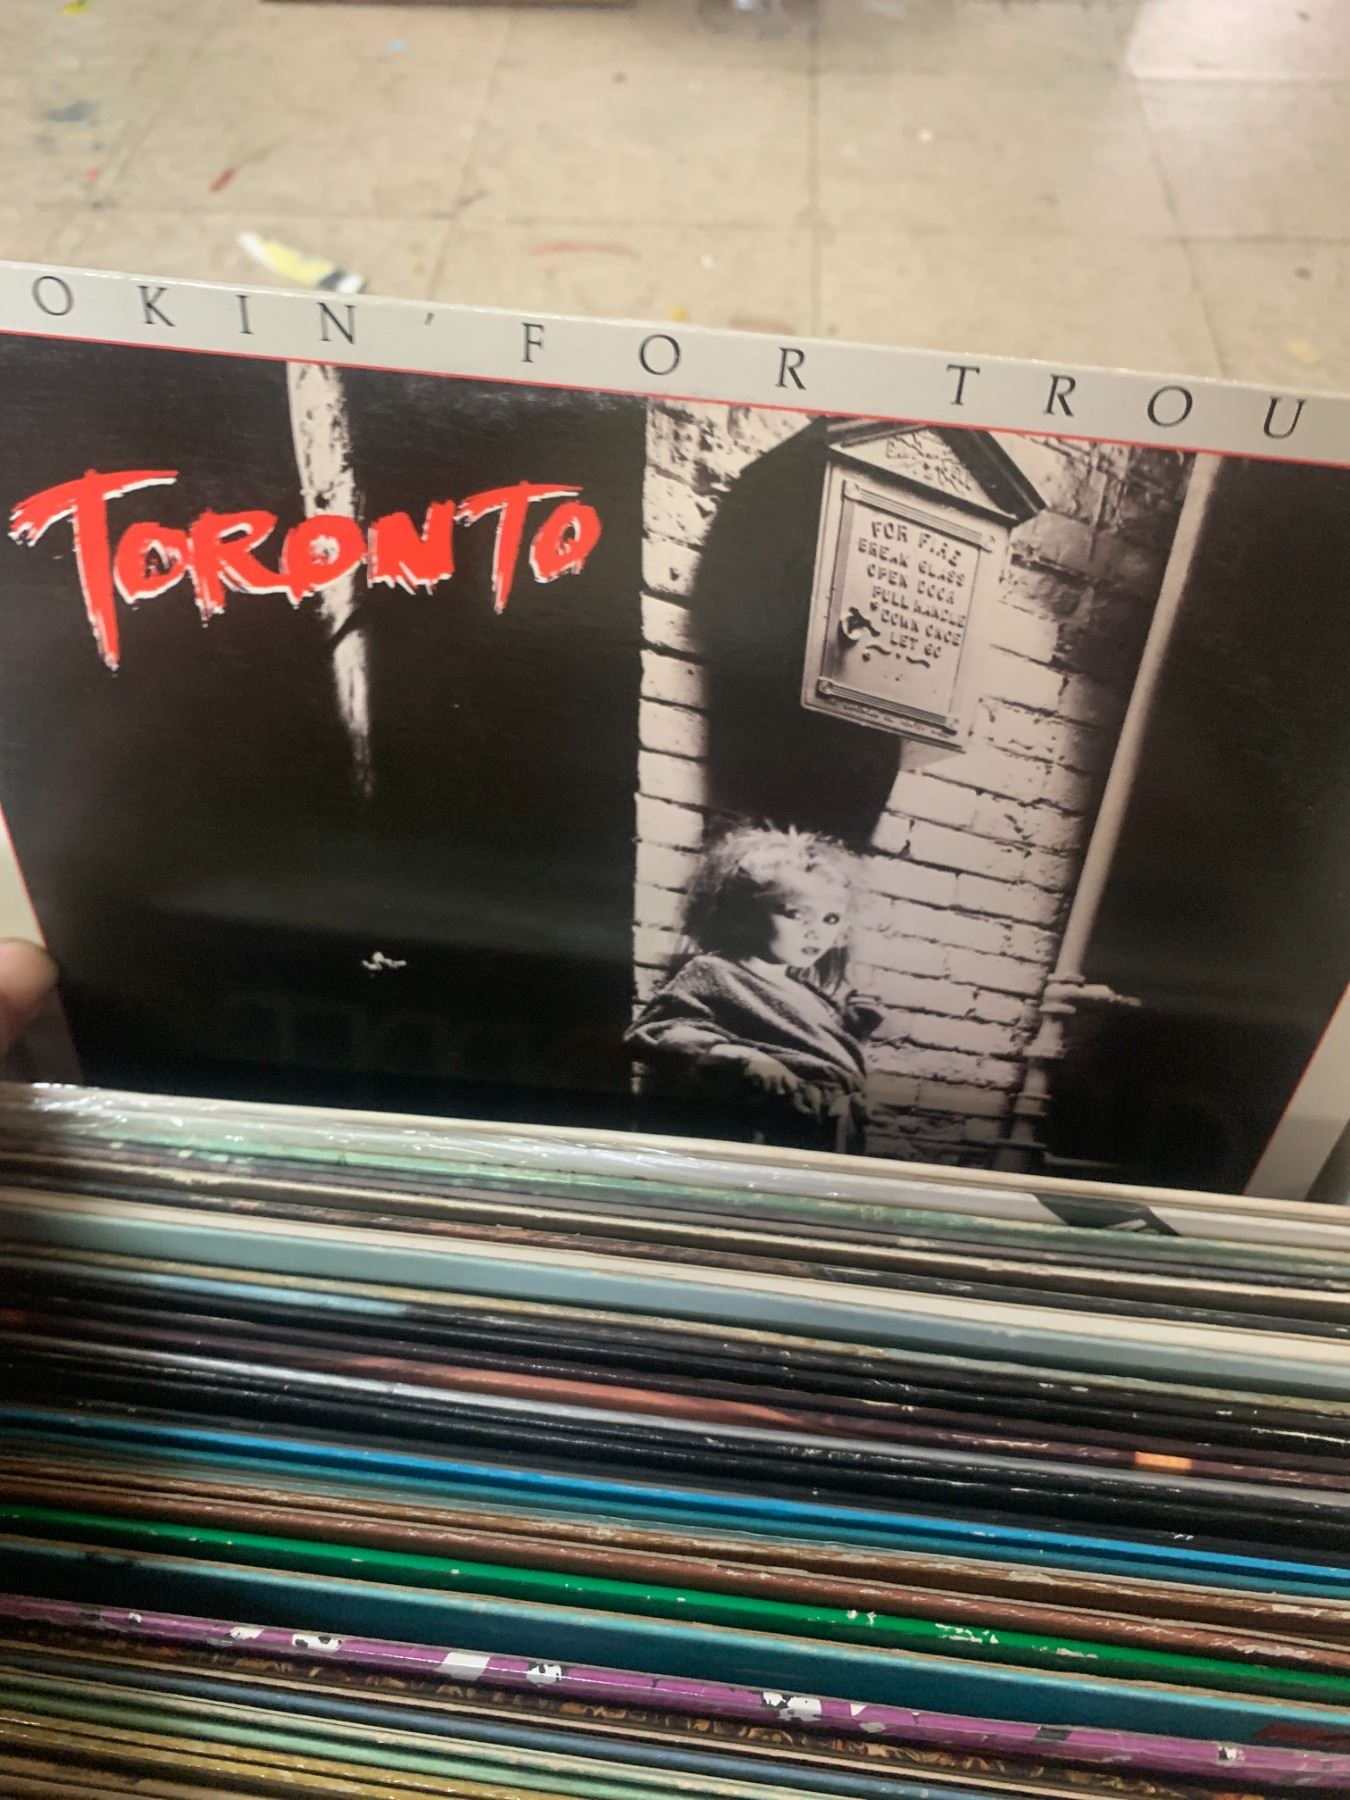 OKIN' FOR TROU
TORONTO
FOR FIRE
BREAK GLASS
OPEN DOOR
PULL HANDLE
DOWN ONCE
LET GO